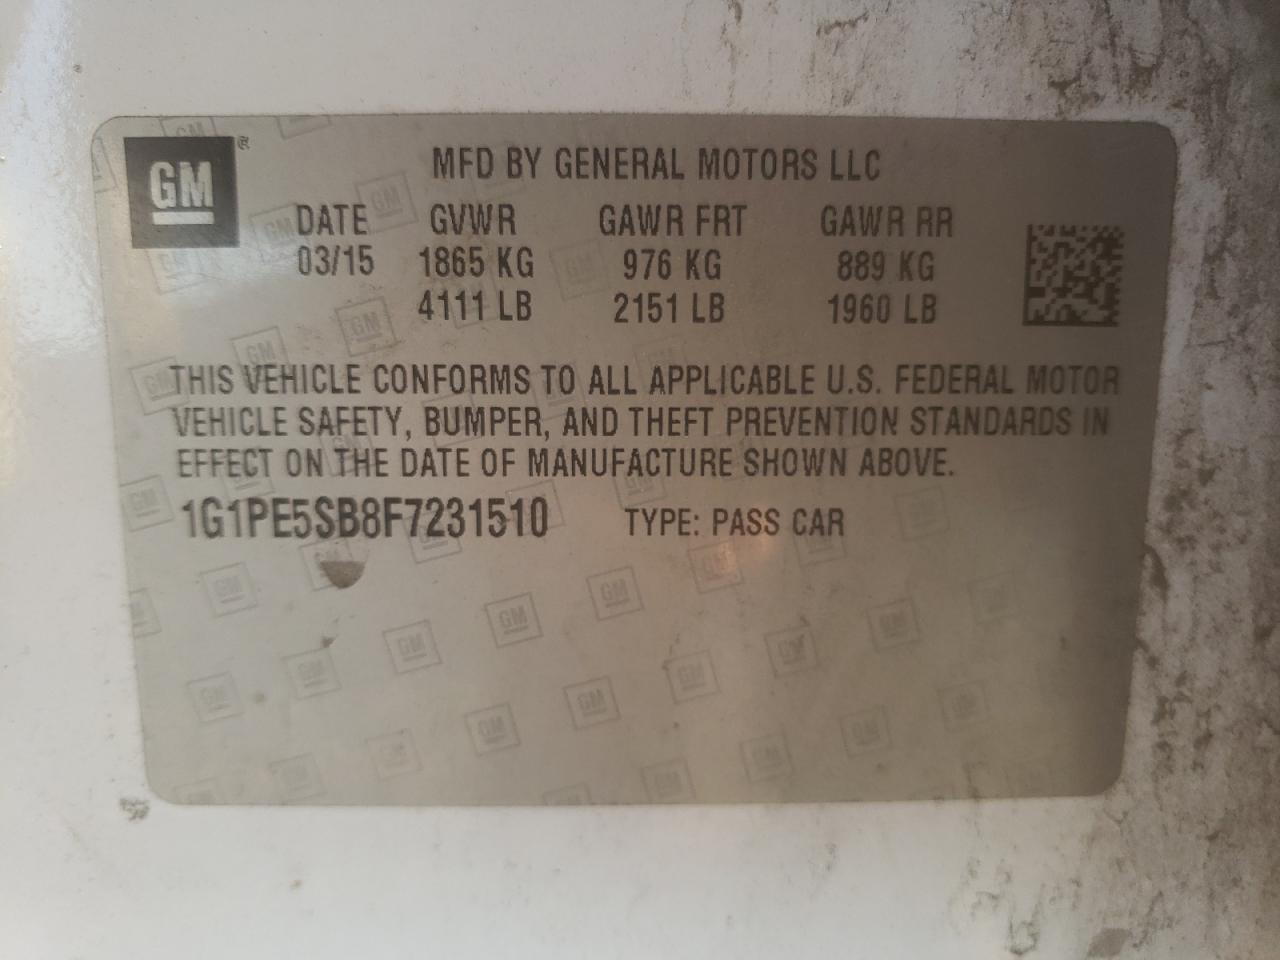 GM®
MFD BY GENERAL MOTORS LLC
DATE GVWR GAWR FRT GAWR RR
03/15 1865 KG 976 KG 889 KG
4111 LB 2151 LB 1960 LB
THIS VEHICLE CONFORMS TO ALL APPLICABLE U.S. FEDERAL MOTOR
VEHICLE SAFETY, BUMPER, AND THEFT PREVENTION STANDARDS IN
EFFECT ON THE DATE OF MANUFACTURE SHOWN ABOVE.
1G1PE5SB8F7231510 TYPE: PASS CAR